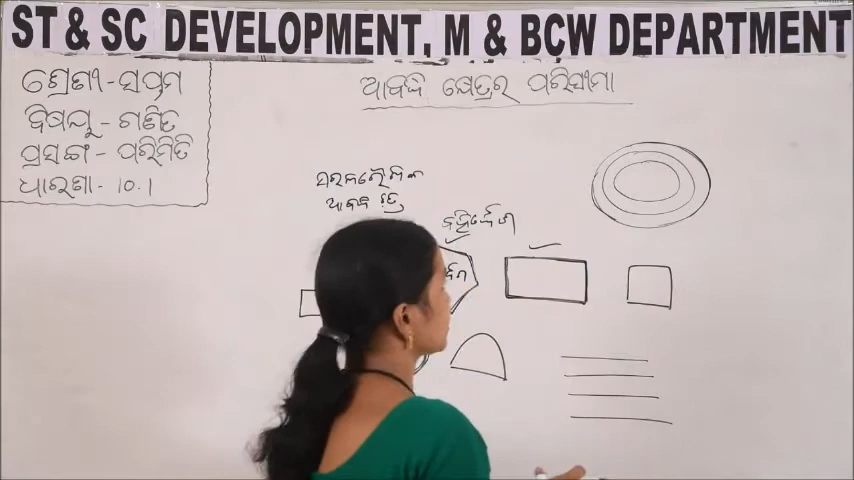 ST & SC DEVELOPMENT, M & BCW DEPARTMENT
ଶ୍ରେଣୀ - ସପ୍ତମ
ବିଷୟ - ଗଣିତ
ପ୍ରସଙ୍ଗ - ପରିମିତି
ଧାରଣା - 10.1
ଆବଦ୍ଧ କ୍ଷେତ୍ରର ପରିସୀମା
ସରଳରୈଖିକ
ଆବଦ୍ଧ
ବହିର୍ଦେଶ